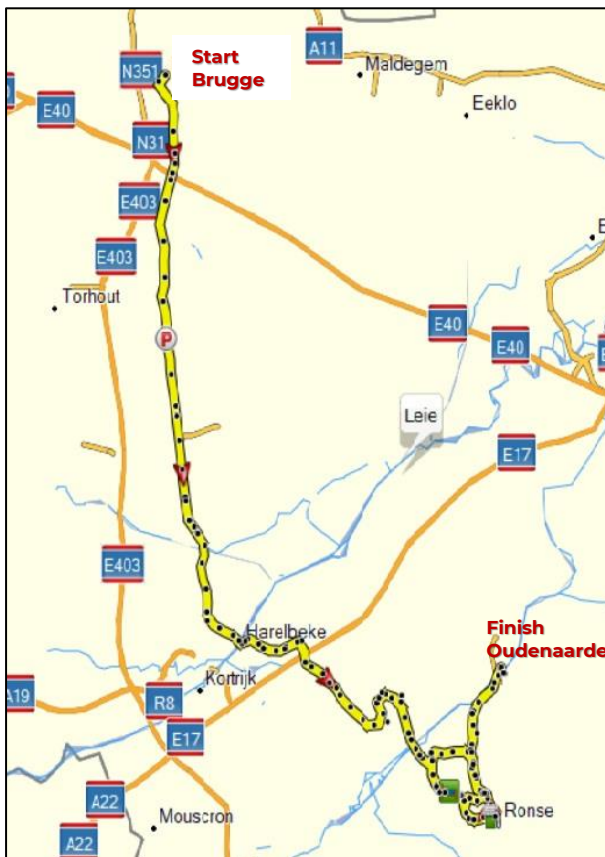 Start
Brugge
N351
A11
Maldegem
Eeklo
E40
N31
E403
E403
Torhout
E40
E40
P
Leie
E17
E403
Harelbeke
Finish
Oudenaarde
Kortrijk
A19
R8
E17
A22
Mouscron
Ronse
A22